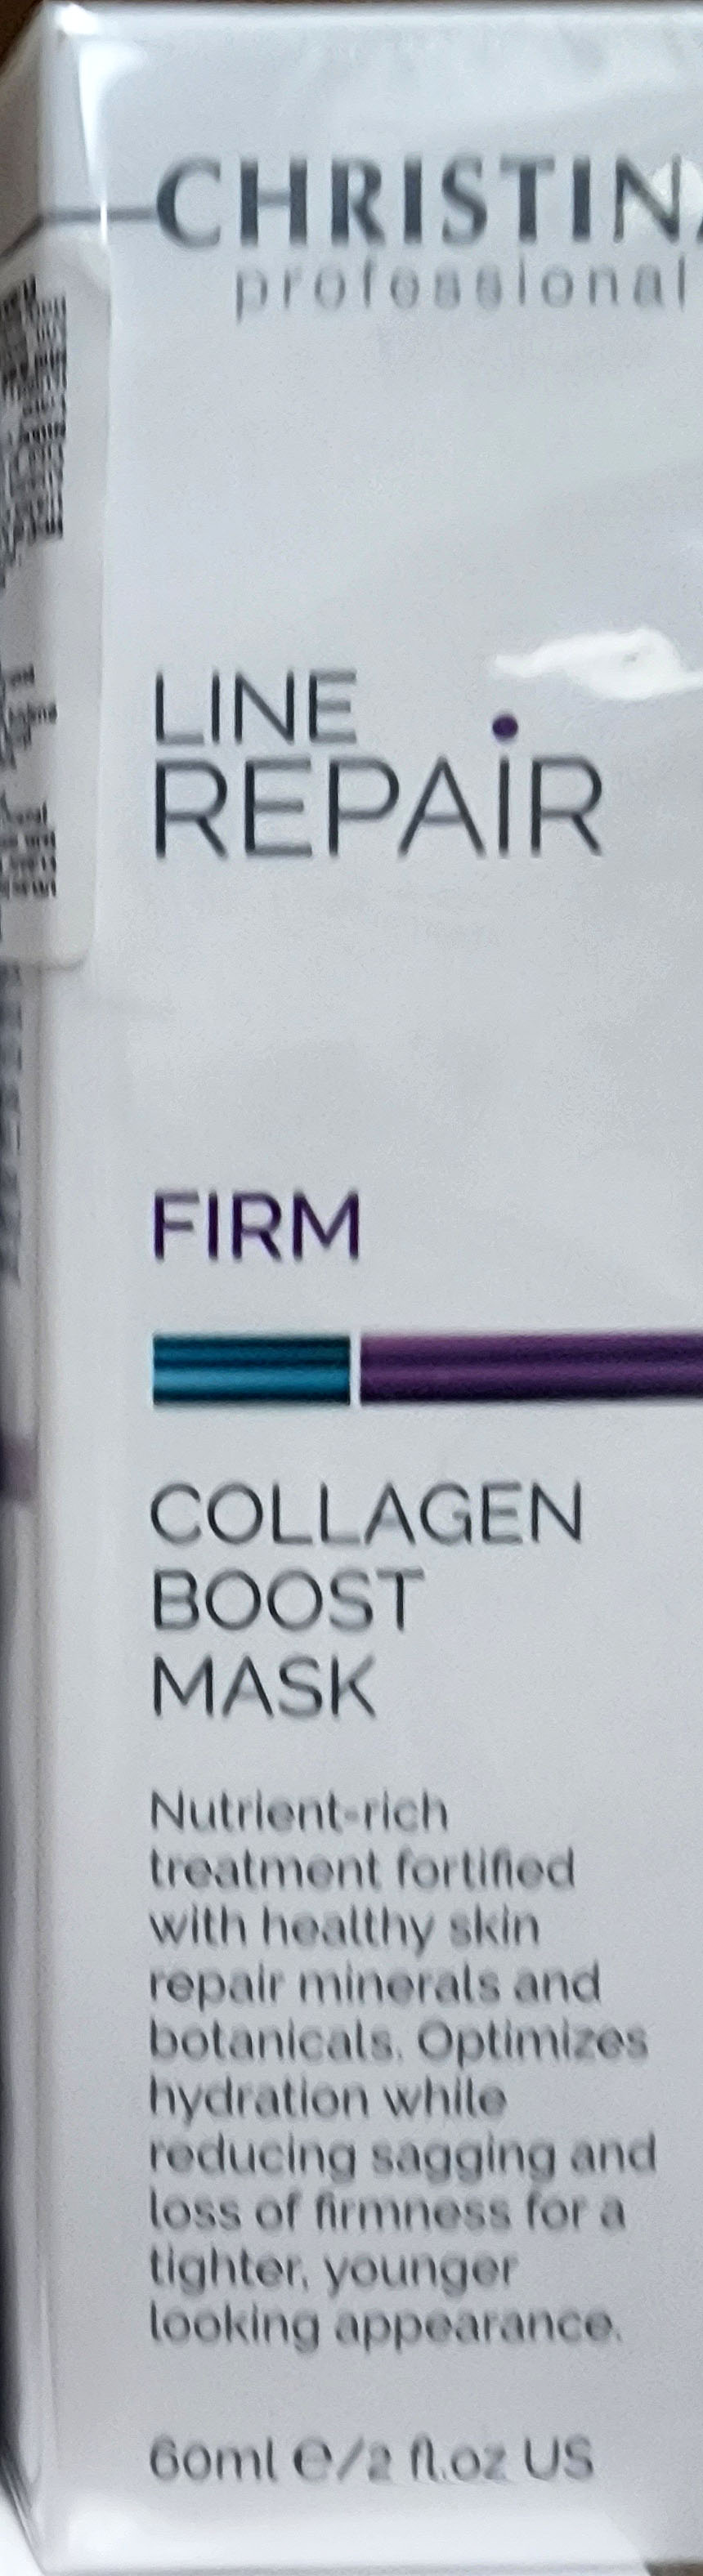 CHRISTINA
professional
LINE
REPAiR
FIRM
COLLAGEN
BOOST
MASK
Nutrient-rich
treatment fortified
with healthy skin
repair minerals and
botanicals. Optimizes
hydration while
reducing sagging and
loss of firmness for a
tighter, younger
looking appearance.
60ml ℮/2 fl.oz US